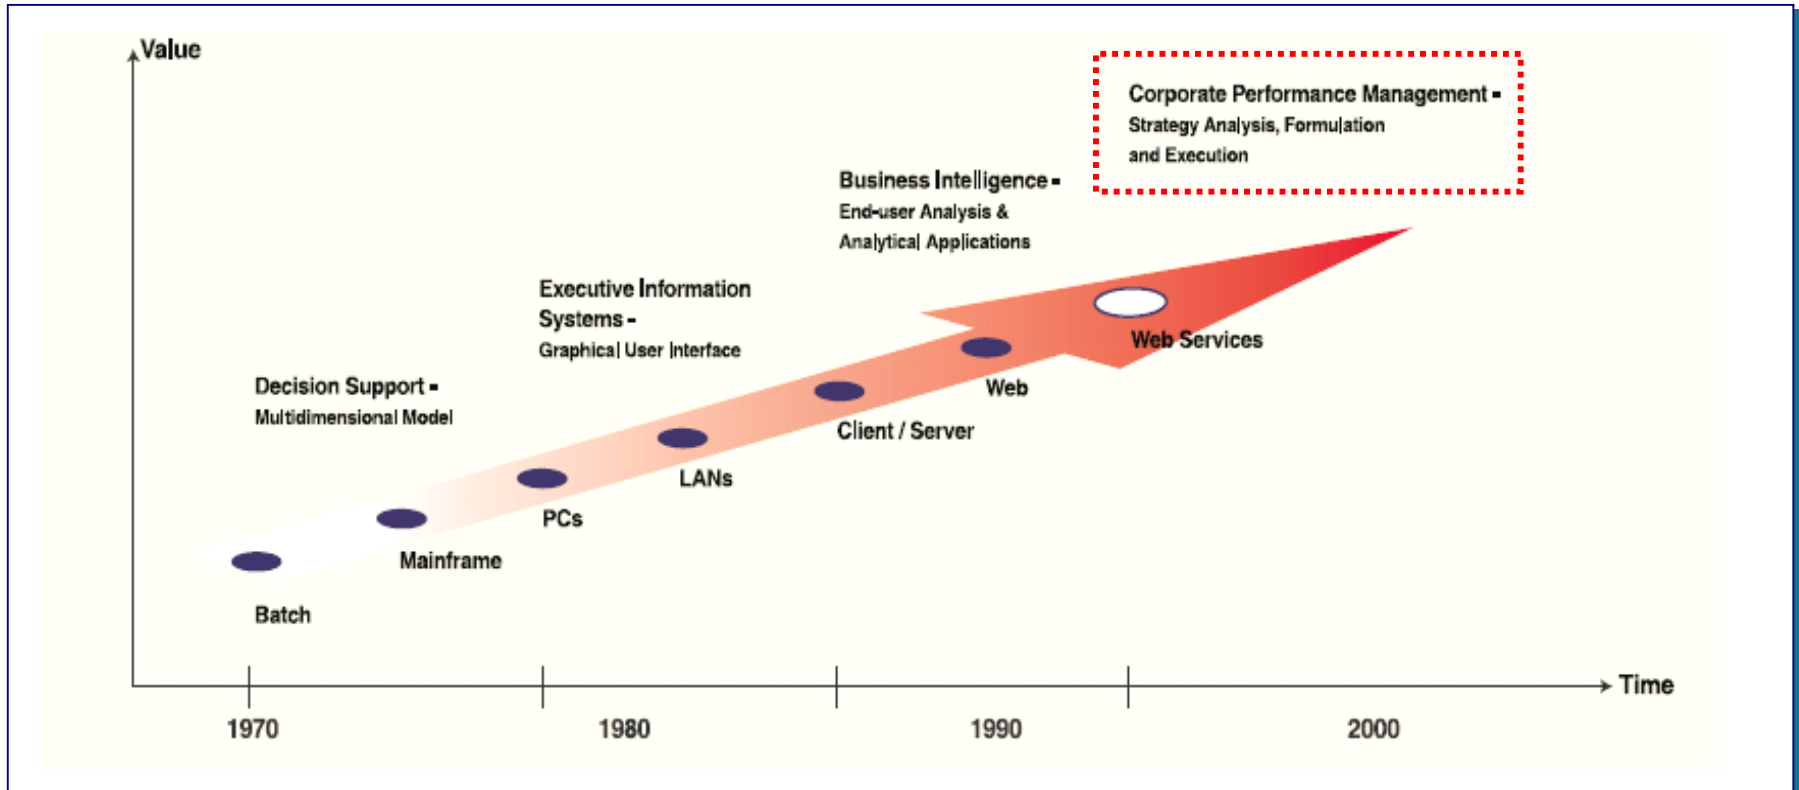 Value
Corporate Performance Management -
Strategy Analysis, Formulation
and Execution
Business Intelligence -
End-user Analysis &
Analytical Applications
Executive Information
Systems -
Graphical User Interface
Decision Support -
Multidimensional Model
Web Services
Web
Client / Server
LANs
PCs
Mainframe
Batch
Time
1970 1980 1990 2000